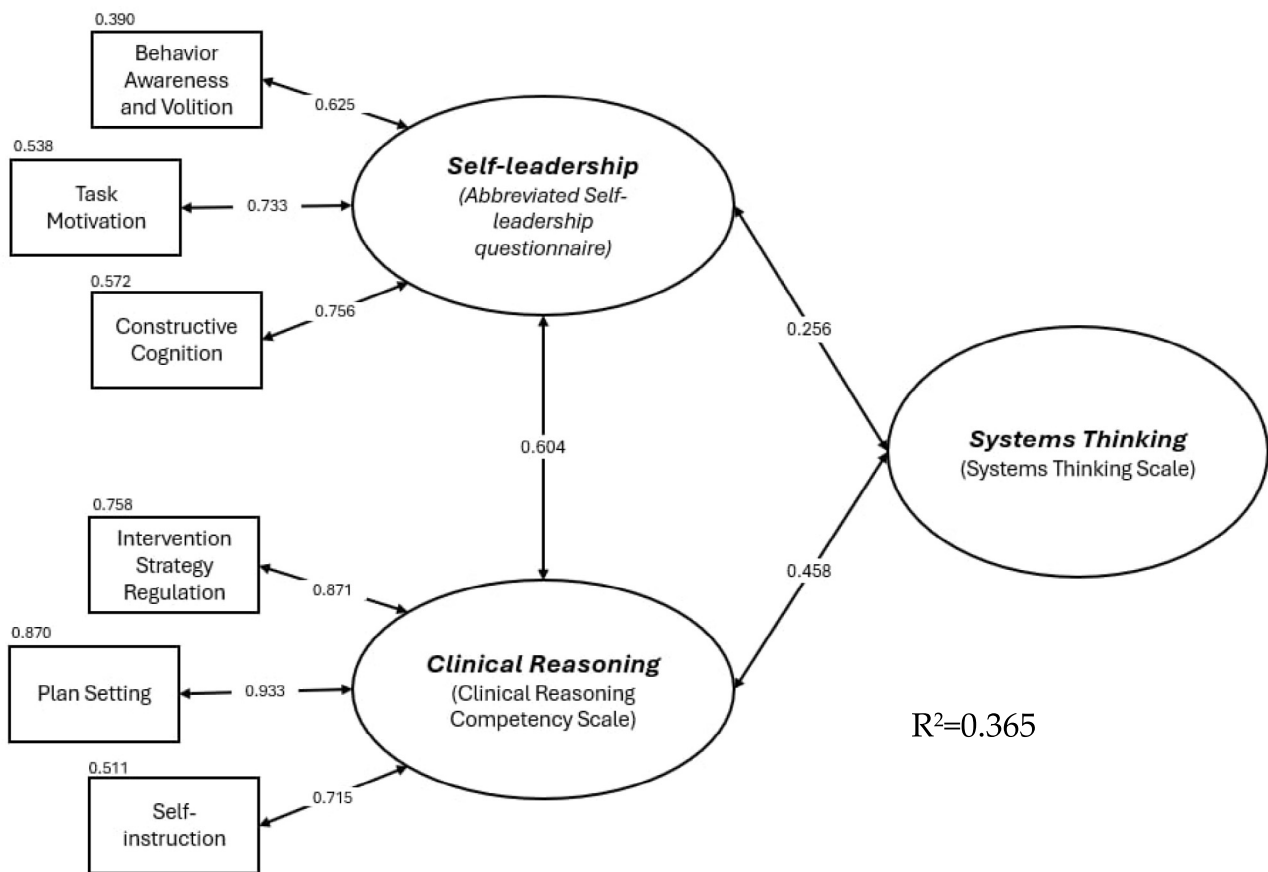 0.390
Behavior
Awareness
and Volition
0.625
0.538
Task
Motivation
0.733
0.572
Constructive
Cognition
0.756
Self-leadership
(Abbreviated Self-
leadership
questionnaire)
0.256
0.604
Systems Thinking
(Systems Thinking Scale)
0.758
Intervention
Strategy
Regulation
0.871
0.870
Plan Setting
0.933
0.511
Self-
instruction
0.715
Clinical Reasoning
(Clinical Reasoning
Competency Scale)
0.458
R²=0.365